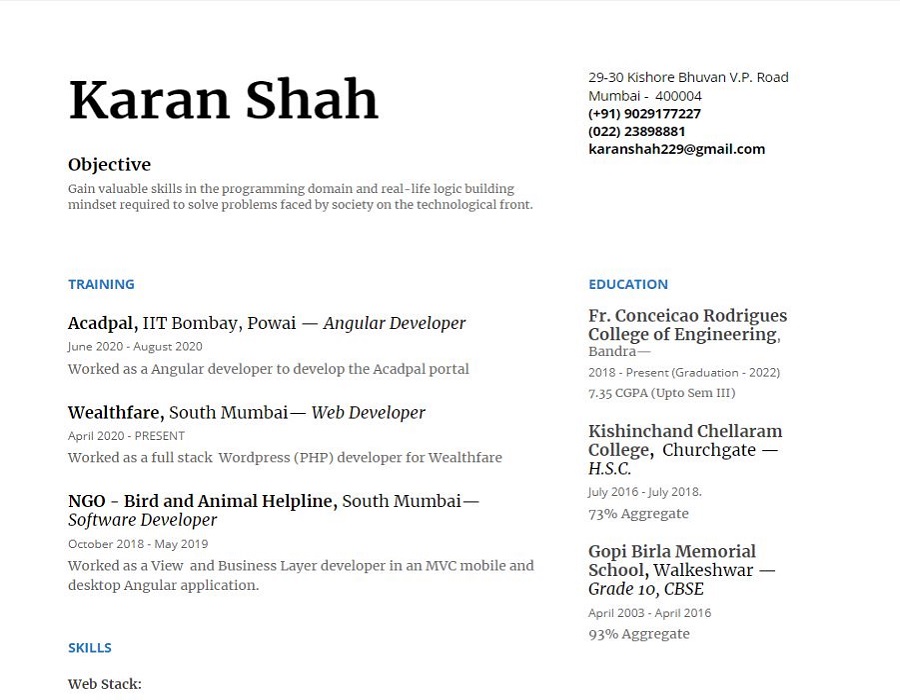 Karan Shah
Objective
Gain valuable skills in the programming domain and real-life logic building
mindset required to solve problems faced by society on the technological front.
29-30 Kishore Bhuvan V.P. Road
Mumbai - 400004
(+91) 9029177227
(022) 23898881
karanshah229@gmail.com
TRAINING
Acadpal, IIT Bombay, Powai — Angular Developer
June 2020 - August 2020
Worked as a Angular developer to develop the Acadpal portal
Wealthfare, South Mumbai— Web Developer
April 2020 - PRESENT
Worked as a full stack Wordpress (PHP) developer for Wealthfare
NGO - Bird and Animal Helpline, South Mumbai—
Software Developer
October 2018 - May 2019
Worked as a View and Business Layer developer in an MVC mobile and
desktop Angular application.
SKILLS
Web Stack:
EDUCATION
Fr. Conceicao Rodrigues
College of Engineering,
Bandra—
2018 - Present (Graduation - 2022)
7.35 CGPA (Upto Sem III)
Kishinchand Chellaram
College, Churchgate —
H.S.C.
July 2016 - July 2018.
73% Aggregate
Gopi Birla Memorial
School, Walkeshwar —
Grade 10, CBSE
April 2003 - April 2016
93% Aggregate